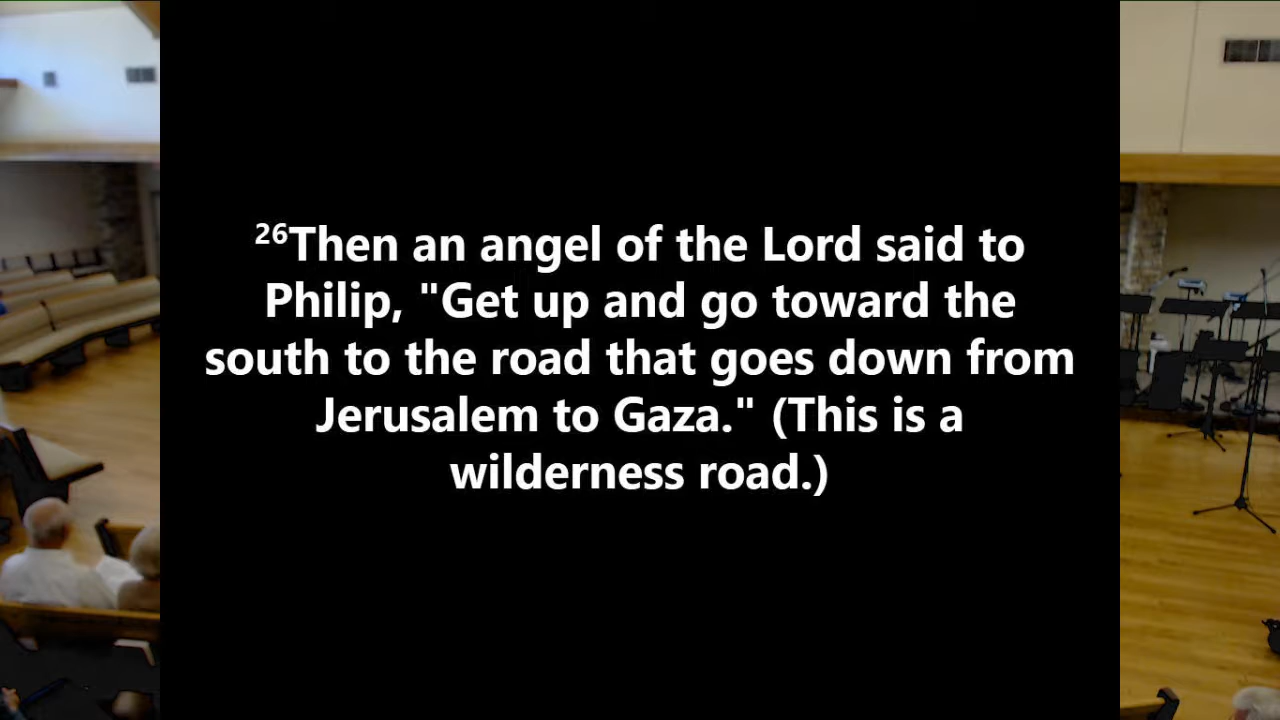 26Then an angel of the Lord said to
Philip, "Get up and go toward the
south to the road that goes down from
Jerusalem to Gaza." (This is a
wilderness road.)